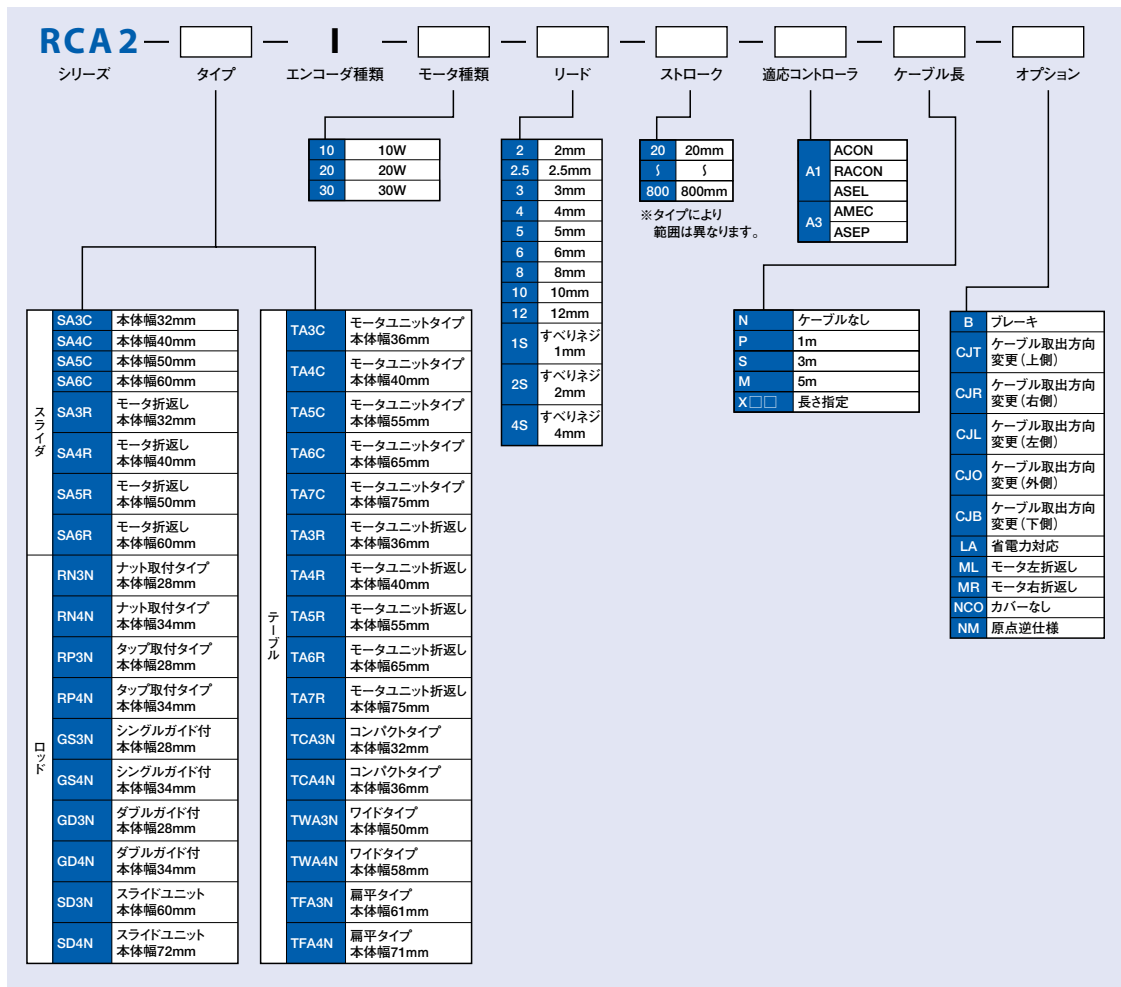 RCA2 — □ — I — □ — □ — □ — □ — □ — □
シリーズ タイプ エンコーダ種類 モータ種類 リード ストローク 適応コントローラ ケーブル長 オプション
10 10W
20 20W
30 30W
2 2mm
2.5 2.5mm
3 3mm
4 4mm
5 5mm
6 6mm
8 8mm
10 10mm
12 12mm
1S すべりネジ
1mm
2S すべりネジ
2mm
4S すべりネジ
4mm
20 20mm
〜 〜
800 800mm
※タイプにより
範囲は異なります。
A1 ACON
RACON
ASEL
A3 AMEC
ASEP
N ケーブルなし
P 1m
S 3m
M 5m
X□□ 長さ指定
B ブレーキ
CJT ケーブル取出方向
変更(上側)
CJR ケーブル取出方向
変更(右側)
CJL ケーブル取出方向
変更(左側)
CJO ケーブル取出方向
変更(外側)
CJB ケーブル取出方向
変更(下側)
LA 省電力対応
ML モータ左折返し
MR モータ右折返し
NCO カバーなし
NM 原点逆仕様
スライダ
SA3C 本体幅32mm
SA4C 本体幅40mm
SA5C 本体幅50mm
SA6C 本体幅60mm
SA3R モータ折返し
本体幅32mm
SA4R モータ折返し
本体幅40mm
SA5R モータ折返し
本体幅50mm
SA6R モータ折返し
本体幅60mm
ロッド
RN3N ナット取付タイプ
本体幅28mm
RN4N ナット取付タイプ
本体幅34mm
RP3N タップ取付タイプ
本体幅28mm
RP4N タップ取付タイプ
本体幅34mm
GS3N シングルガイド付
本体幅28mm
GS4N シングルガイド付
本体幅34mm
GD3N ダブルガイド付
本体幅28mm
GD4N ダブルガイド付
本体幅34mm
SD3N スライドユニット
本体幅60mm
SD4N スライドユニット
本体幅72mm
テーブル
TA3C モータユニットタイプ
本体幅36mm
TA4C モータユニットタイプ
本体幅40mm
TA5C モータユニットタイプ
本体幅55mm
TA6C モータユニットタイプ
本体幅65mm
TA7C モータユニットタイプ
本体幅75mm
TA3R モータユニット折返し
本体幅36mm
TA4R モータユニット折返し
本体幅40mm
TA5R モータユニット折返し
本体幅55mm
TA6R モータユニット折返し
本体幅65mm
TA7R モータユニット折返し
本体幅75mm
TCA3N コンパクトタイプ
本体幅32mm
TCA4N コンパクトタイプ
本体幅36mm
TWA3N ワイドタイプ
本体幅50mm
TWA4N ワイドタイプ
本体幅58mm
TFA3N 扁平タイプ
本体幅61mm
TFA4N 扁平タイプ
本体幅71mm